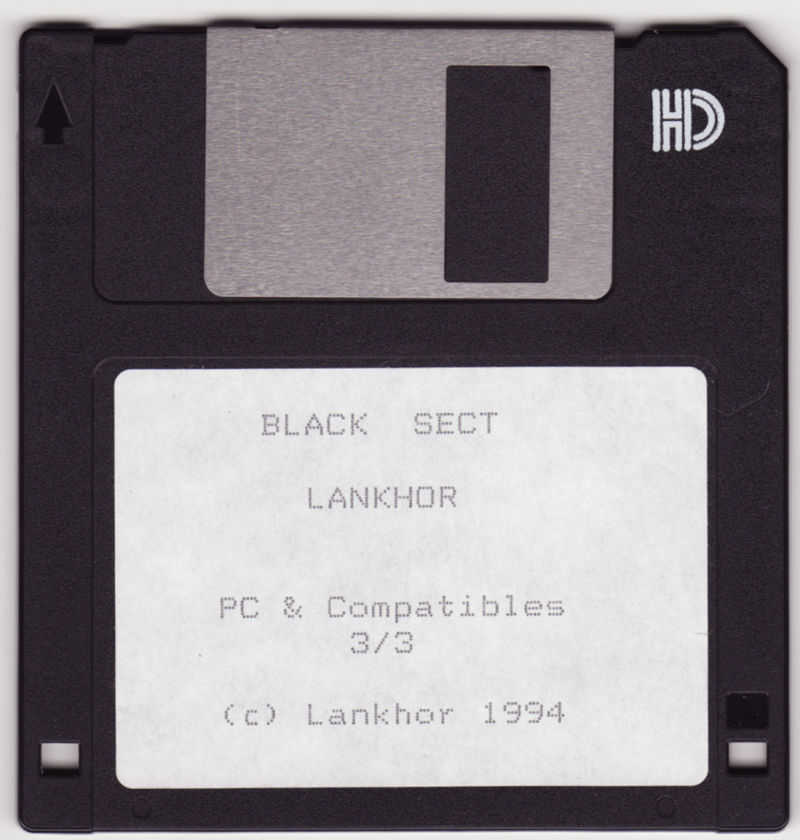 HD
BLACK SECT
LANKHOR
PC & Compatibles
3/3
(c) Lankhor 1994